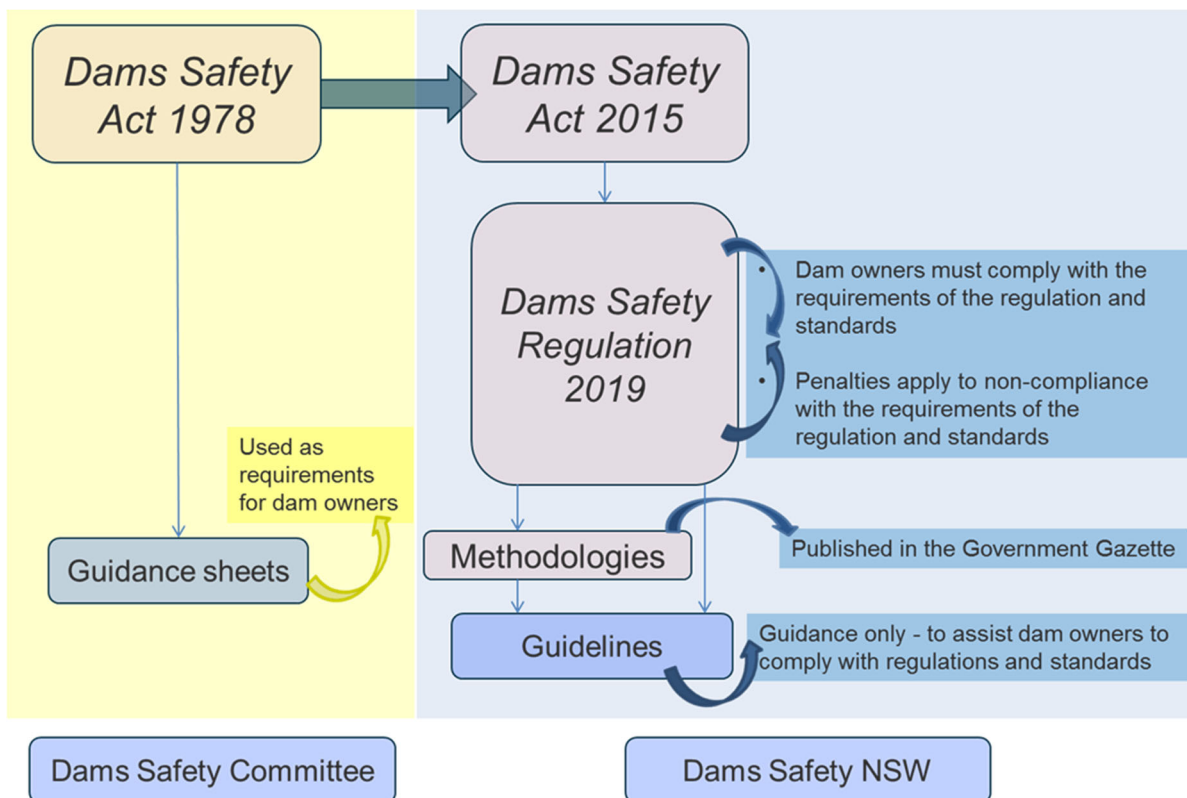 Dams Safety
Act 1978
Dams Safety
Act 2015
Dams Safety
Regulation
2019
• Dam owners must comply with the
requirements of the regulation and
standards
• Penalties apply to non-compliance
with the requirements of the
regulation and standards
Used as
requirements
for dam owners
Guidance sheets
Methodologies
Published in the Government Gazette
Guidelines
Guidance only - to assist dam owners to
comply with regulations and standards
Dams Safety Committee
Dams Safety NSW